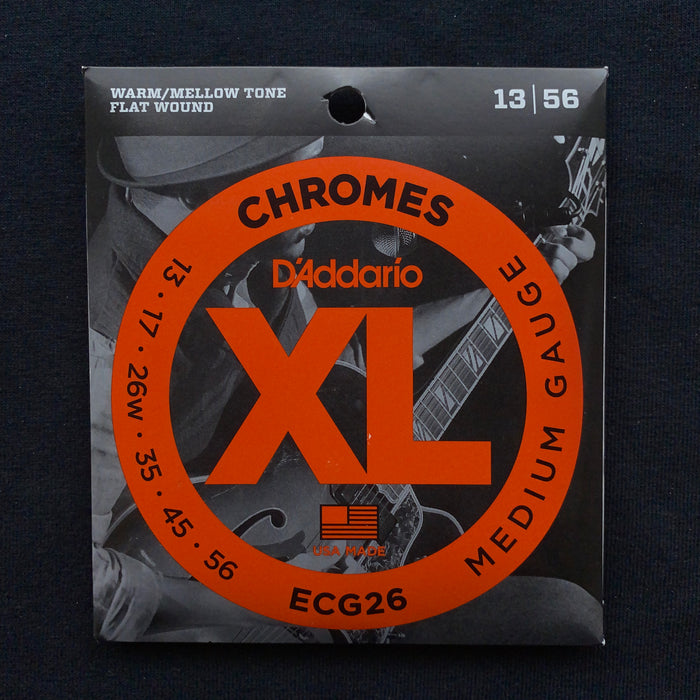 WARM/MELLOW TONE
FLAT WOUND
13|56
CHROMES
D'Addario
XL
13 · 17 · 26W · 35 · 45 · 56
MEDIUM GAUGE
USA MADE
ECG26